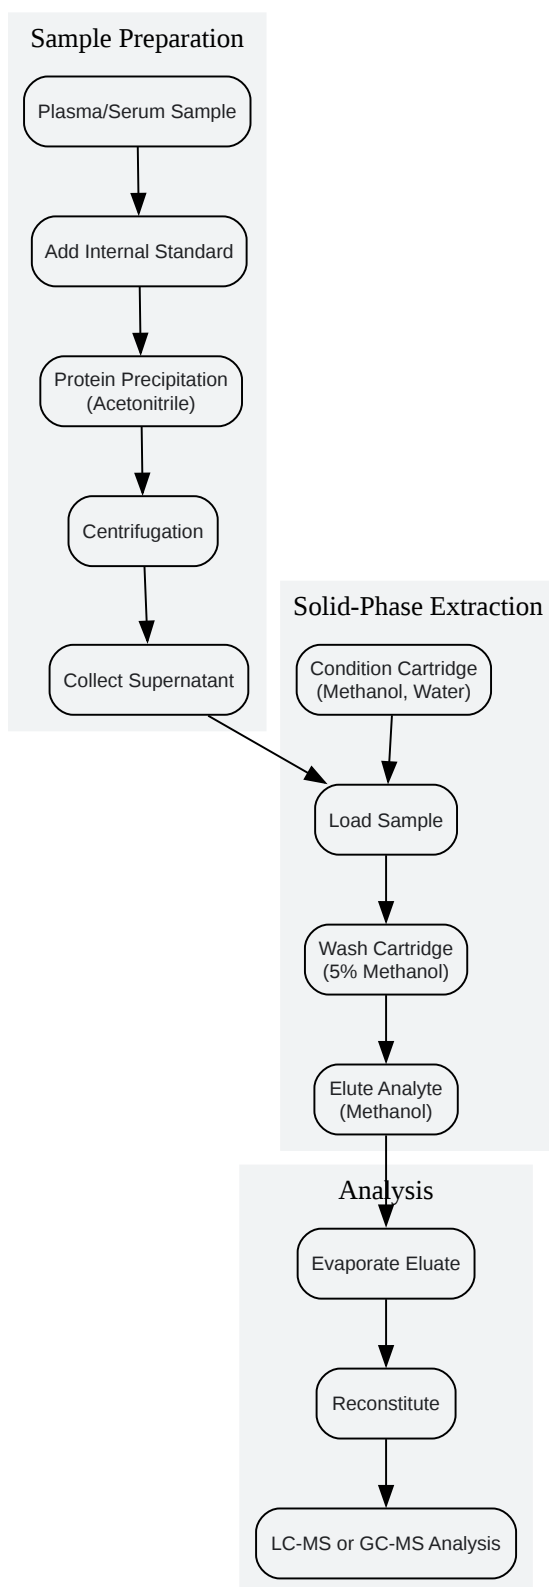 Sample Preparation
Plasma/Serum Sample
Add Internal Standard
Protein Precipitation
(Acetonitrile)
Centrifugation
Collect Supernatant
Solid-Phase Extraction
Condition Cartridge
(Methanol, Water)
Load Sample
Wash Cartridge
(5% Methanol)
Elute Analyte
(Methanol)
Analysis
Evaporate Eluate
Reconstitute
LC-MS or GC-MS Analysis